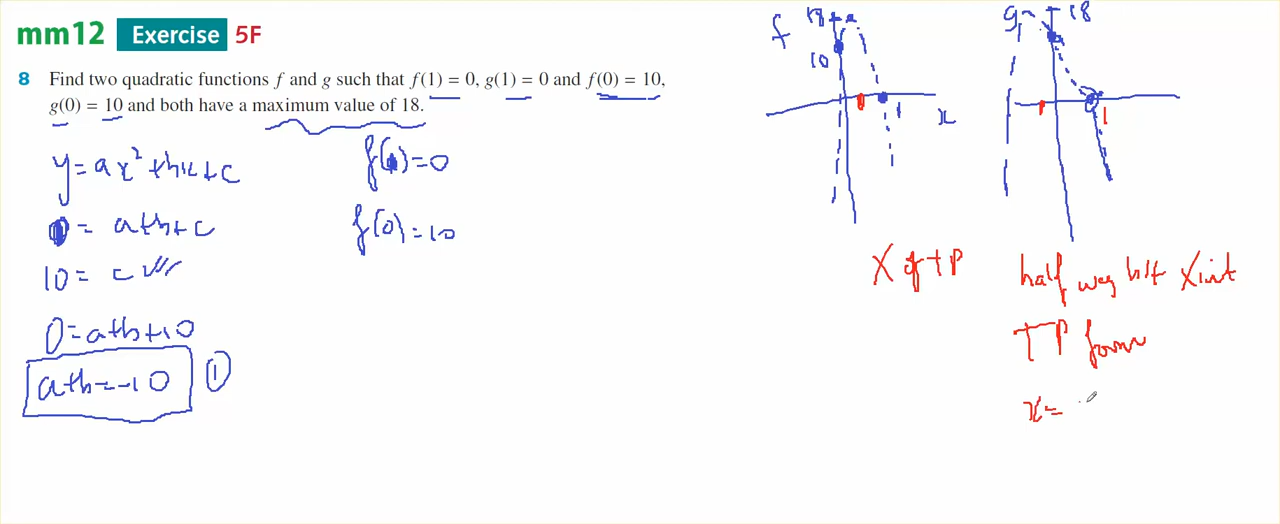 mm12 Exercise 5F
8 Find two quadratic functions f and g such that f(1) = 0, g(1) = 0 and f(0) = 10,
g(0) = 10 and both have a maximum value of 18.
y = ax² + bx + c
0 = a+b+c
10 = c
0 = a+b+10
a+b = -10 ①
f(1) = 0
f(0) = 10
f
18
10
1
x
g
18
1
X of TP
half way b/t X int
TP form
x =